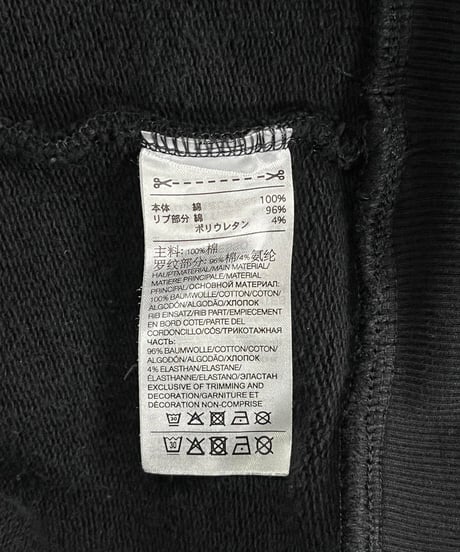 本体 綿 100%
リブ部分 綿 96%
ポリウレタン 4%
主料: 100% 棉
罗纹部分: 96% 棉/4% 氨纶
HAUPTMATERIAL/MAIN MATERIAL/
MATIERE PRINCIPALE/MATERIAL
PRINCIPAL/ОСНОВНОЙ МАТЕРИАЛ:
100% BAUMWOLLE/COTTON/COTON/
ALGODÓN/ALGODÃO/ХЛОПОК
RIB EINSATZ/RIB PART/EMPIECEMENT
EN BORD COTE/PARTE DEL
CORDONCILLO/CÓS/ТРИКОТАЖНАЯ
ЧАСТЬ:
96% BAUMWOLLE/COTTON/COTON/
ALGODÓN/ALGODÃO/ХЛОПОК
4% ELASTHAN/ELASTANE/
ÉLASTHANNE/ELASTANO/ЭЛАСТАН
EXCLUSIVE OF TRIMMING AND
DECORATION/GARNITURE ET
DÉCORATION NON-COMPRISE
30
30